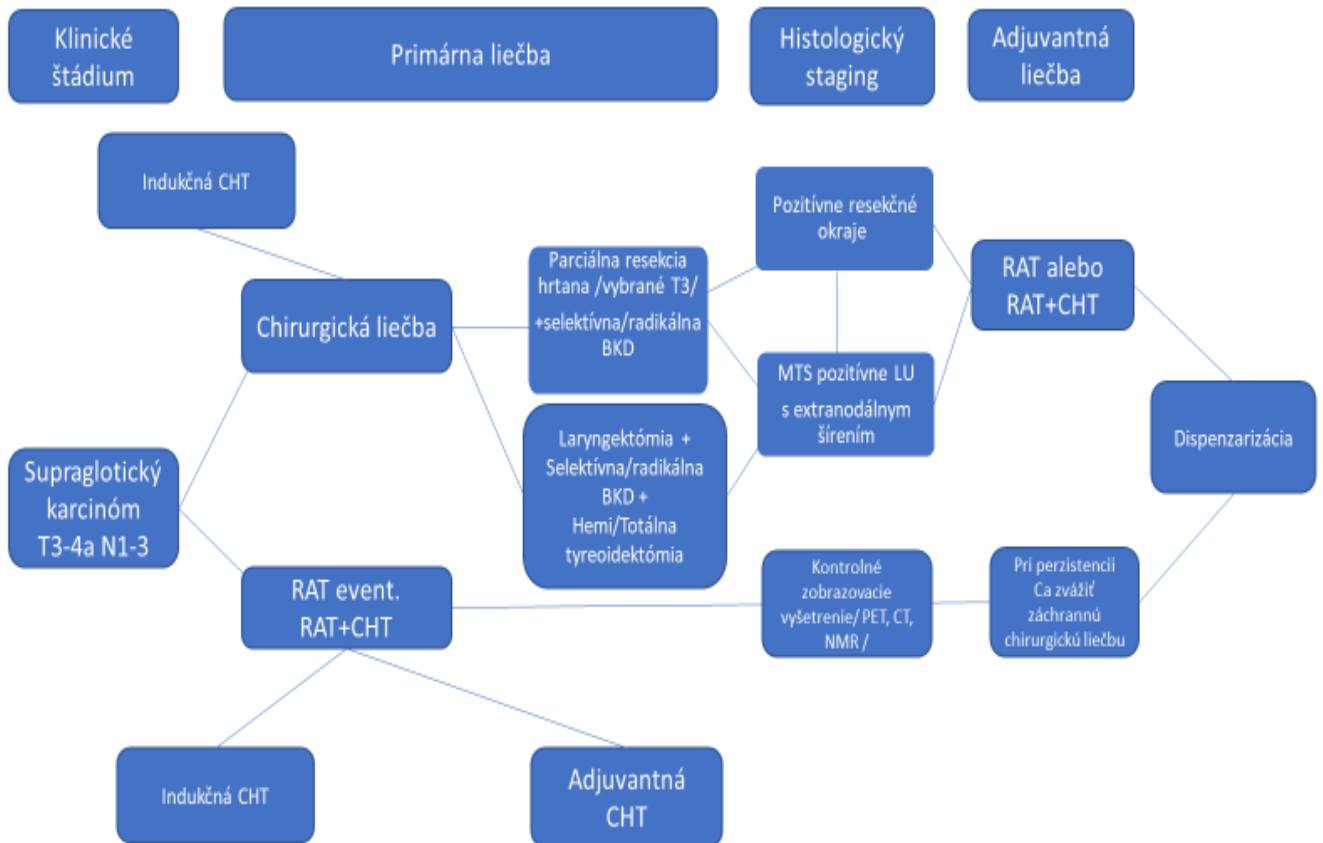 Klinické
štádium
Primárna liečba
Histologický
staging
Adjuvantná
liečba
Indukčná CHT
Chirurgická liečba
Parciálna resekcia
hrtana /vybrané T3/
+selektívna/radikálna
BKD
Pozitívne resekčné
okraje
RAT alebo
RAT+CHT
MTS pozitívne LU
s extranodálnym
šírením
Laryngektómia +
Selektívna/radikálna
BKD +
Hemi/Totálna
tyreoidektómia
Dispenzarizácia
Supraglotický
karcinóm
T3-4a N1-3
RAT event.
RAT+CHT
Kontrolné
zobrazovacie
vyšetrenie/ PET, CT,
NMR /
Pri perzistencii
Ca zvážiť
záchrannú
chirurgickú liečbu
Indukčná CHT
Adjuvantná
CHT